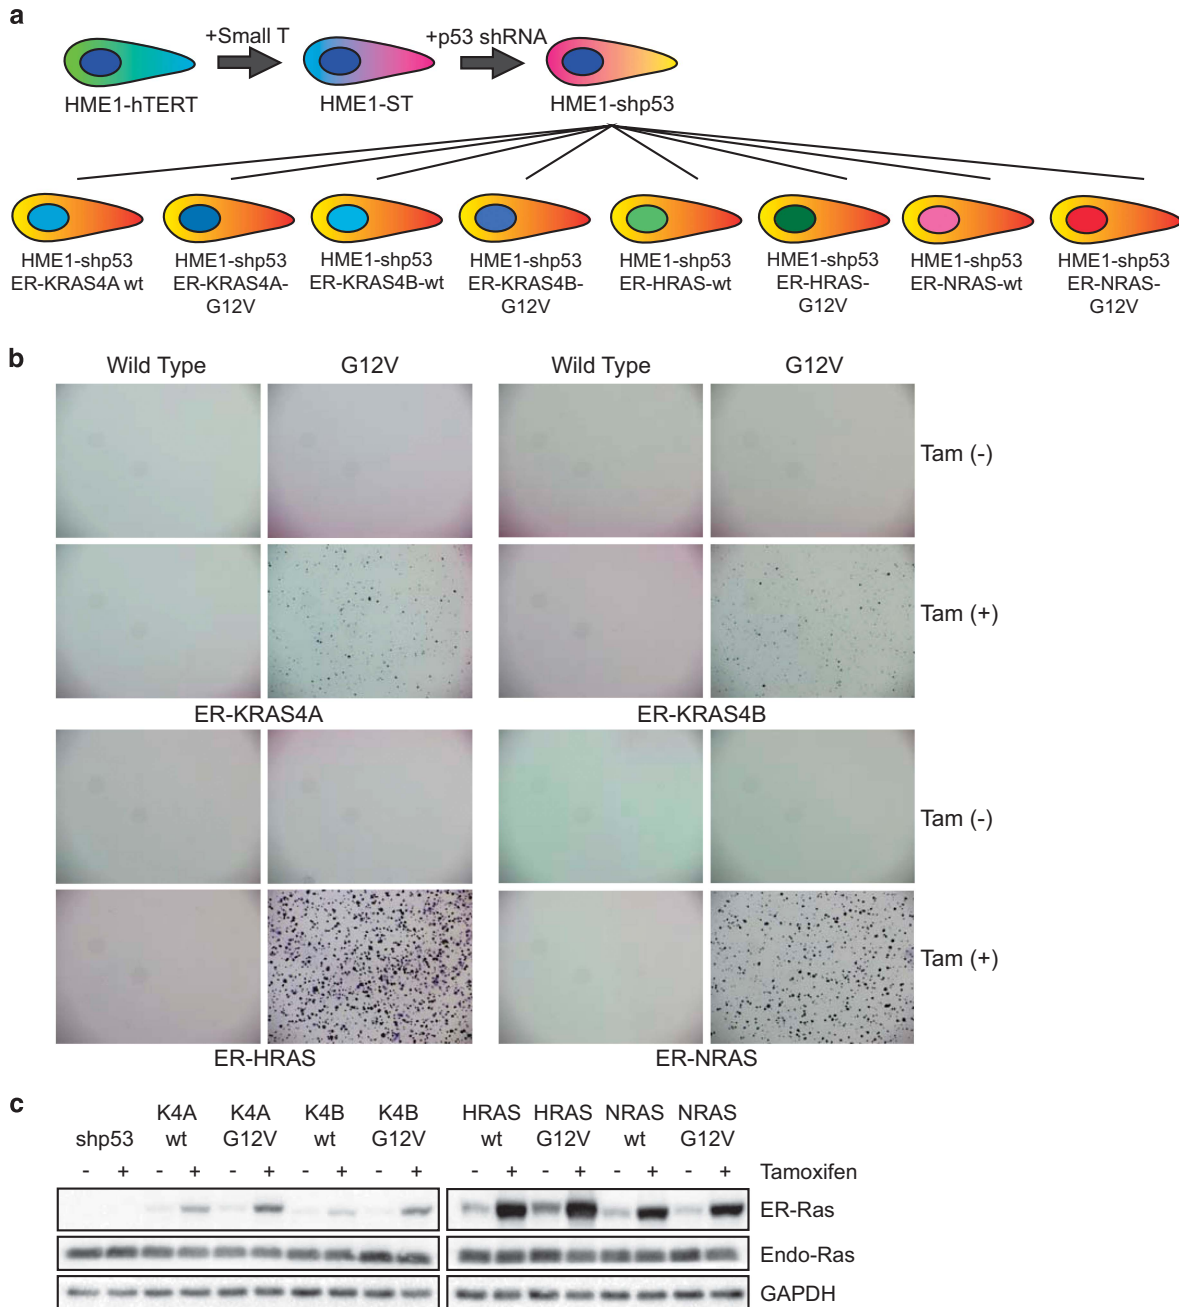 a
+Small T
+p53 shRNA
HME1-hTERT
HME1-ST
HME1-shp53
HME1-shp53
ER-KRAS4A wt
HME1-shp53
ER-KRAS4A-
G12V
HME1-shp53
ER-KRAS4B-wt
HME1-shp53
ER-KRAS4B-
G12V
HME1-shp53
ER-HRAS-wt
HME1-shp53
ER-HRAS-
G12V
HME1-shp53
ER-NRAS-wt
HME1-shp53
ER-NRAS-
G12V
b
Wild Type
G12V
Wild Type
G12V
Tam (-)
Tam (+)
ER-KRAS4A
ER-KRAS4B
Tam (-)
Tam (+)
ER-HRAS
ER-NRAS
c
shp53
K4A
wt
K4A
G12V
K4B
wt
K4B
G12V
HRAS
wt
HRAS
G12V
NRAS
wt
NRAS
G12V
- + - + - + - + - + - + - + - + - + Tamoxifen
ER-Ras
Endo-Ras
GAPDH